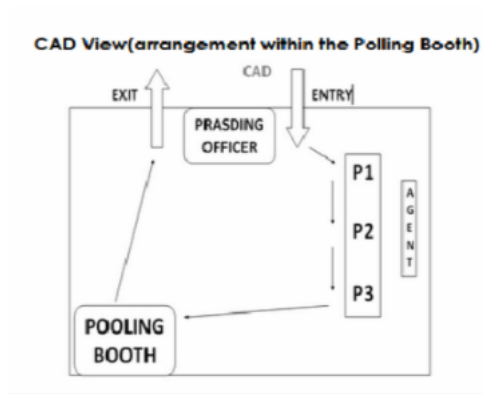 CAD View(arrangement within the Polling Booth)
CAD
EXIT
ENTRY
PRASDING
OFFICER
P1
P2
P3
A
G
E
N
T
POOLING
BOOTH